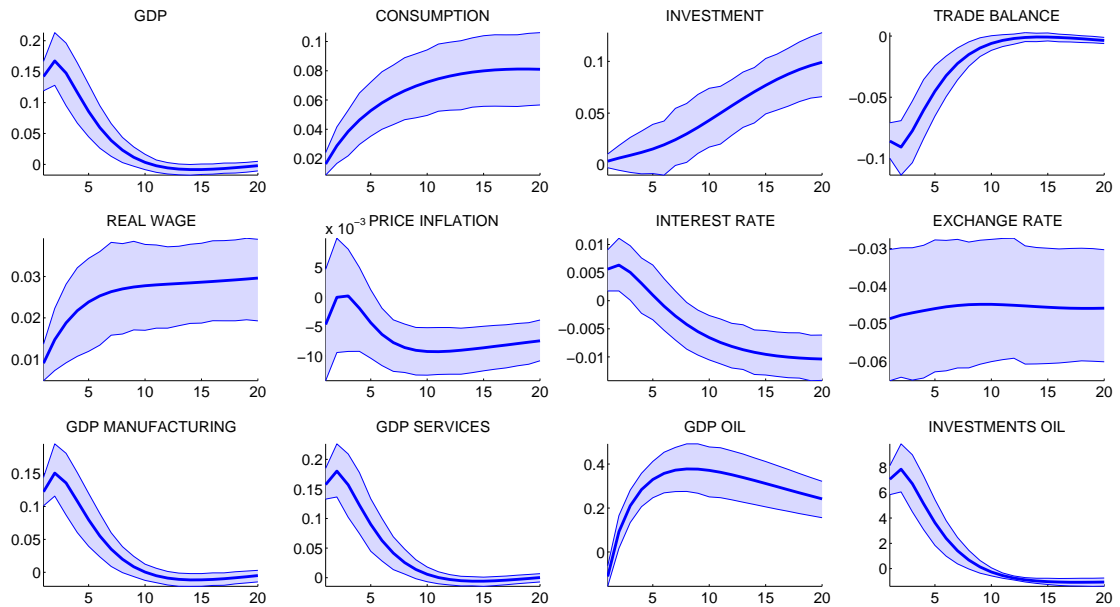 GDP
0.2
0.15
0.1
0.05
0
5 10 15 20
CONSUMPTION
0.1
0.08
0.06
0.04
0.02
5 10 15 20
INVESTMENT
0.1
0.05
0
5 10 15 20
TRADE BALANCE
0
−0.05
−0.1
5 10 15 20
REAL WAGE
0.03
0.02
0.01
5 10 15 20
x 10−3 PRICE INFLATION
5
0
−5
−10
5 10 15 20
INTEREST RATE
0.01
0.005
0
−0.005
−0.01
5 10 15 20
EXCHANGE RATE
−0.03
−0.04
−0.05
−0.06
5 10 15 20
GDP MANUFACTURING
0.15
0.1
0.05
0
5 10 15 20
GDP SERVICES
0.2
0.15
0.1
0.05
0
5 10 15 20
GDP OIL
0.4
0.2
0
5 10 15 20
INVESTMENTS OIL
8
6
4
2
0
5 10 15 20